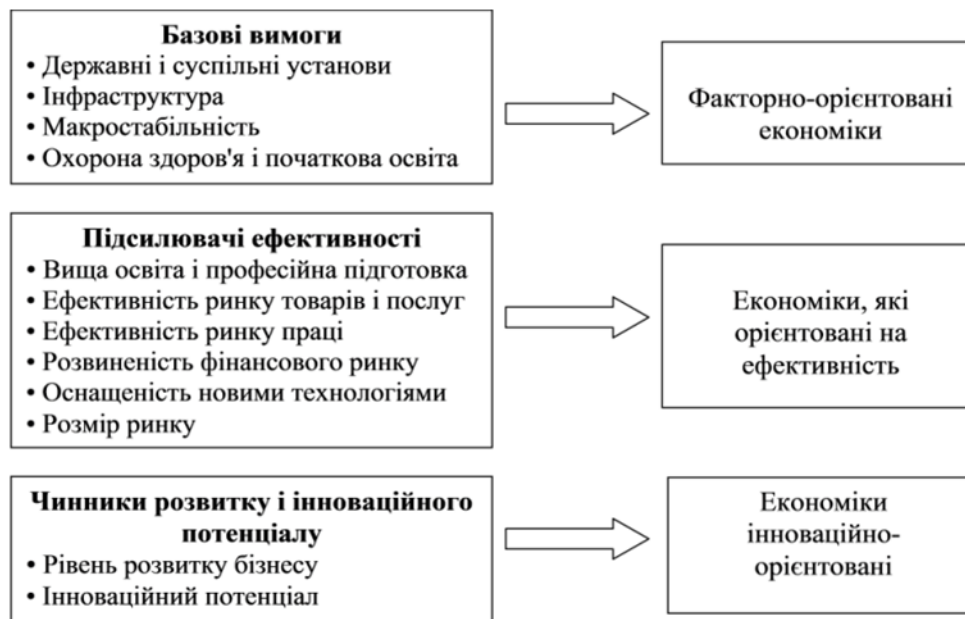 Базові вимоги
• Державні і суспільні установи
• Інфраструктура
• Макростабільність
• Охорона здоров'я і початкова освіта
Факторно-орієнтовані
економіки
Підсилювачі ефективності
• Вища освіта і професійна підготовка
• Ефективність ринку товарів і послуг
• Ефективність ринку праці
• Розвиненість фінансового ринку
• Оснащеність новими технологіями
• Розмір ринку
Економіки, які
орієнтовані на
ефективність
Чинники розвитку і інноваційного
потенціалу
• Рівень розвитку бізнесу
• Інноваційний потенціал
Економіки
інноваційно-
орієнтовані